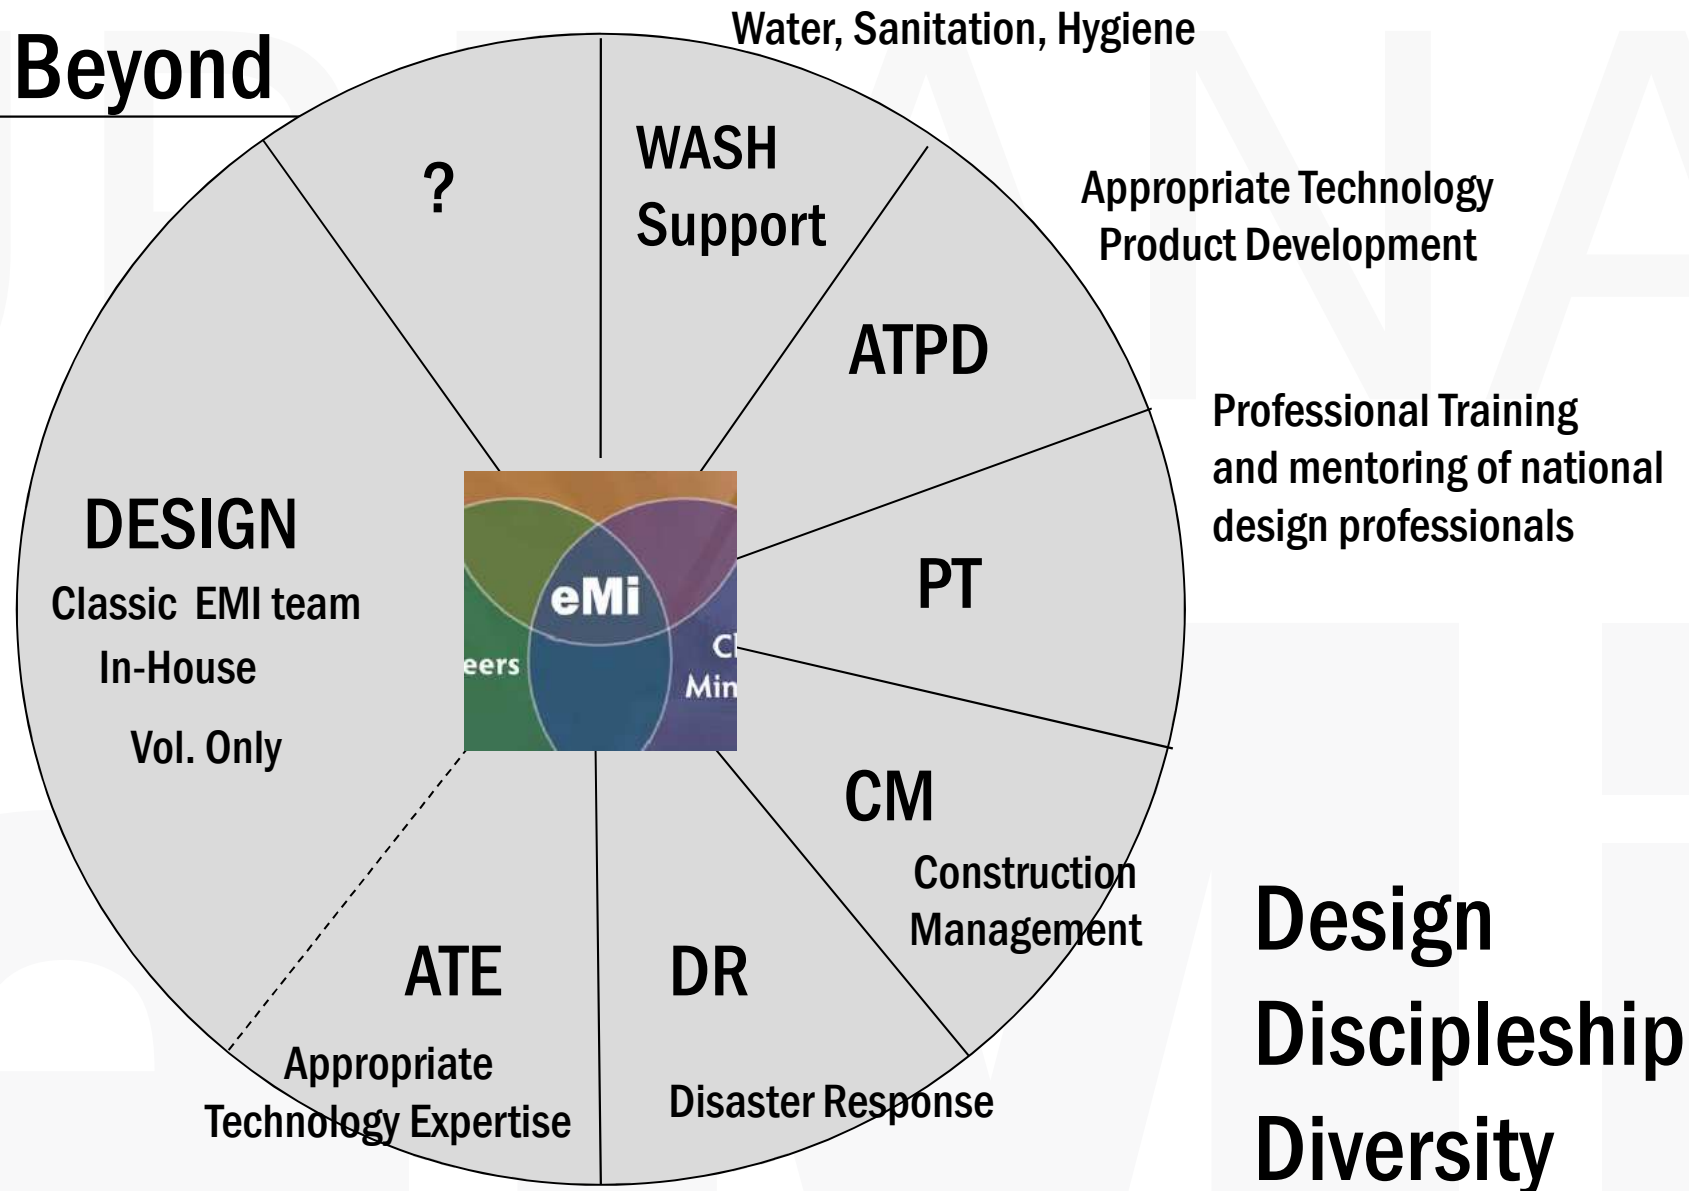 Beyond
Water, Sanitation, Hygiene
?
WASH
Support
Appropriate Technology
Product Development
ATPD
Professional Training
and mentoring of national
design professionals
DESIGN
Classic EMI team
In-House
Vol. Only
eMi
eers
PT
CM
Construction
Management
ATE
Appropriate
Technology Expertise
DR
Disaster Response
Design
Discipleship
Diversity